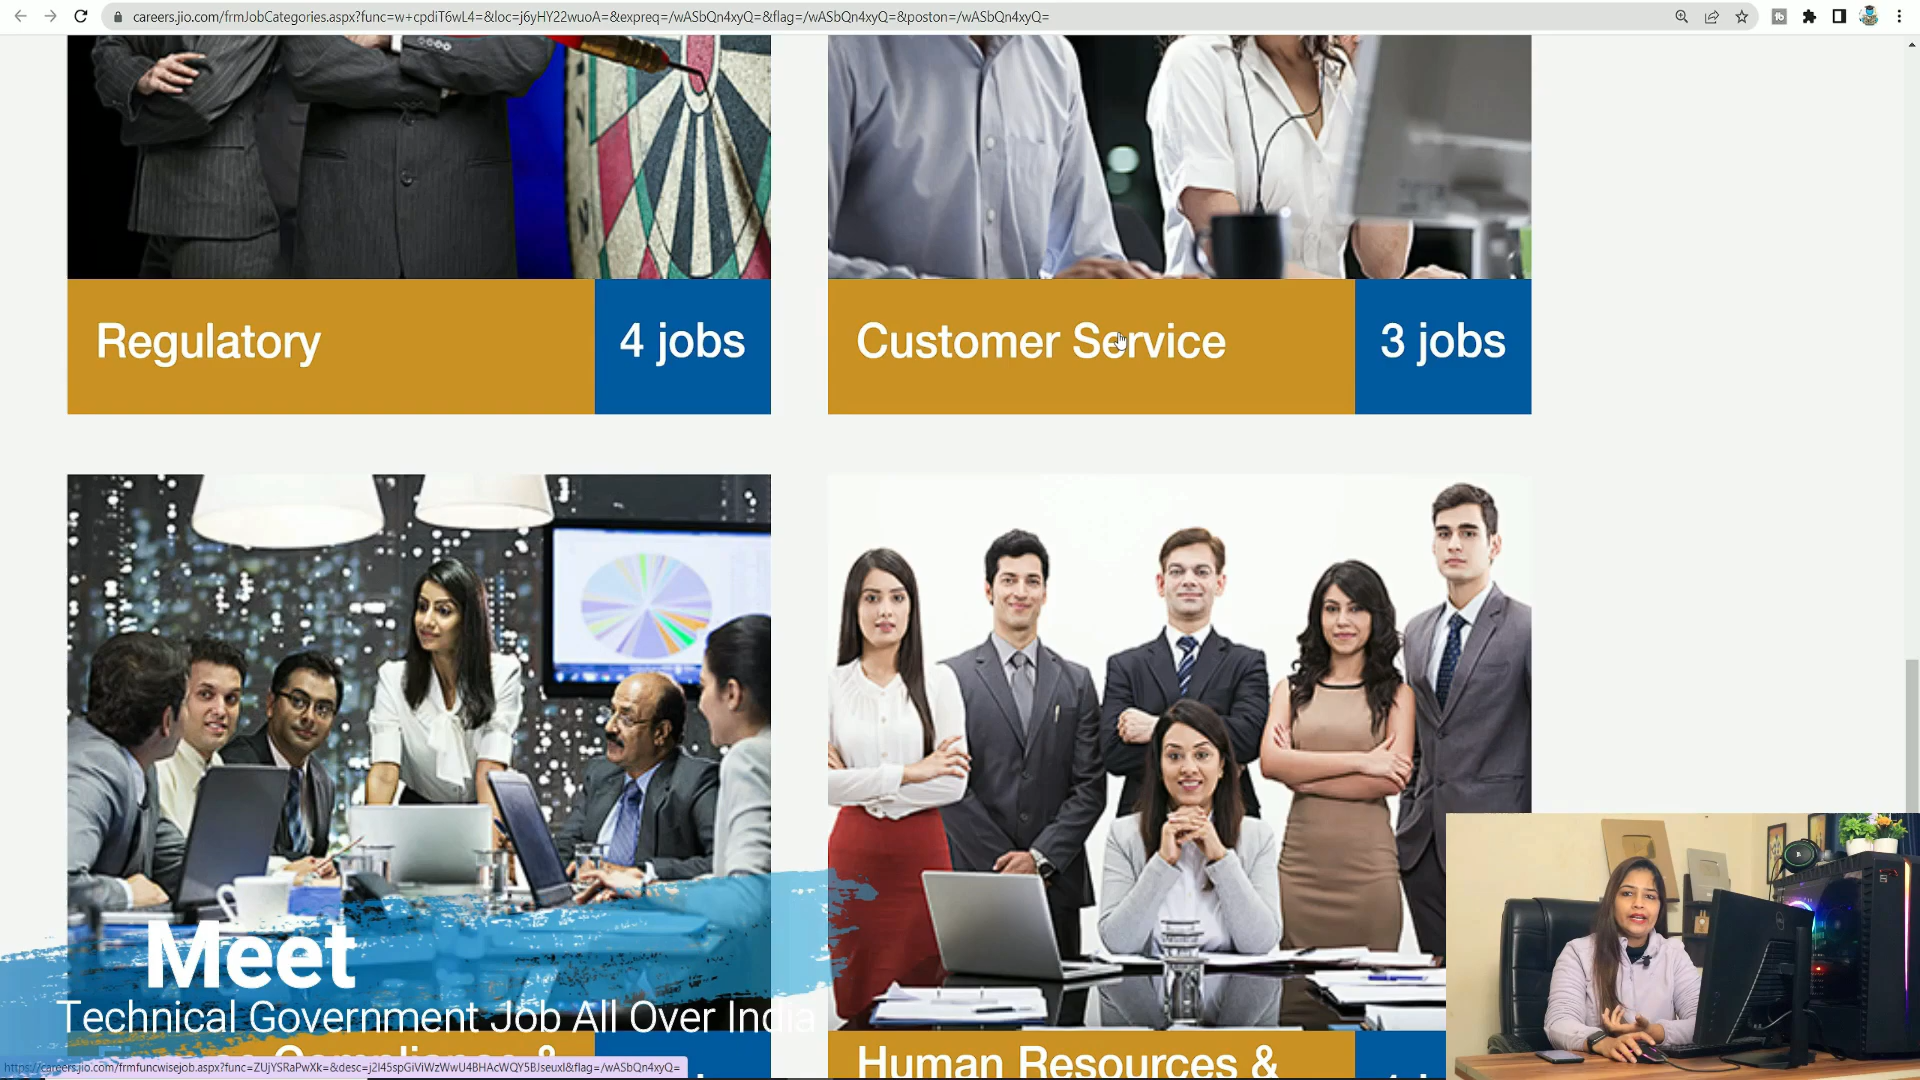 careers.jio.com/frmJobCategories.aspx?func=w+cpdiT6wL4=&loc=j6yHY22wuoA=&expreq=/wASbQn4xyQ=&flag=/wASbQn4xyQ=&poston=/wASbQn4xyQ=
Regulatory
4 jobs
Customer Service
3 jobs
Meet
Technical Government Job All Over India
Human Resources &
https://careers.jio.com/frmfuncwisejob.aspx?func=ZUjYSRaPwXk=&desc=j2I45spGiViWzWwU4BHAcWQY5BJseuxI&flag=/wASbQn4xyQ=